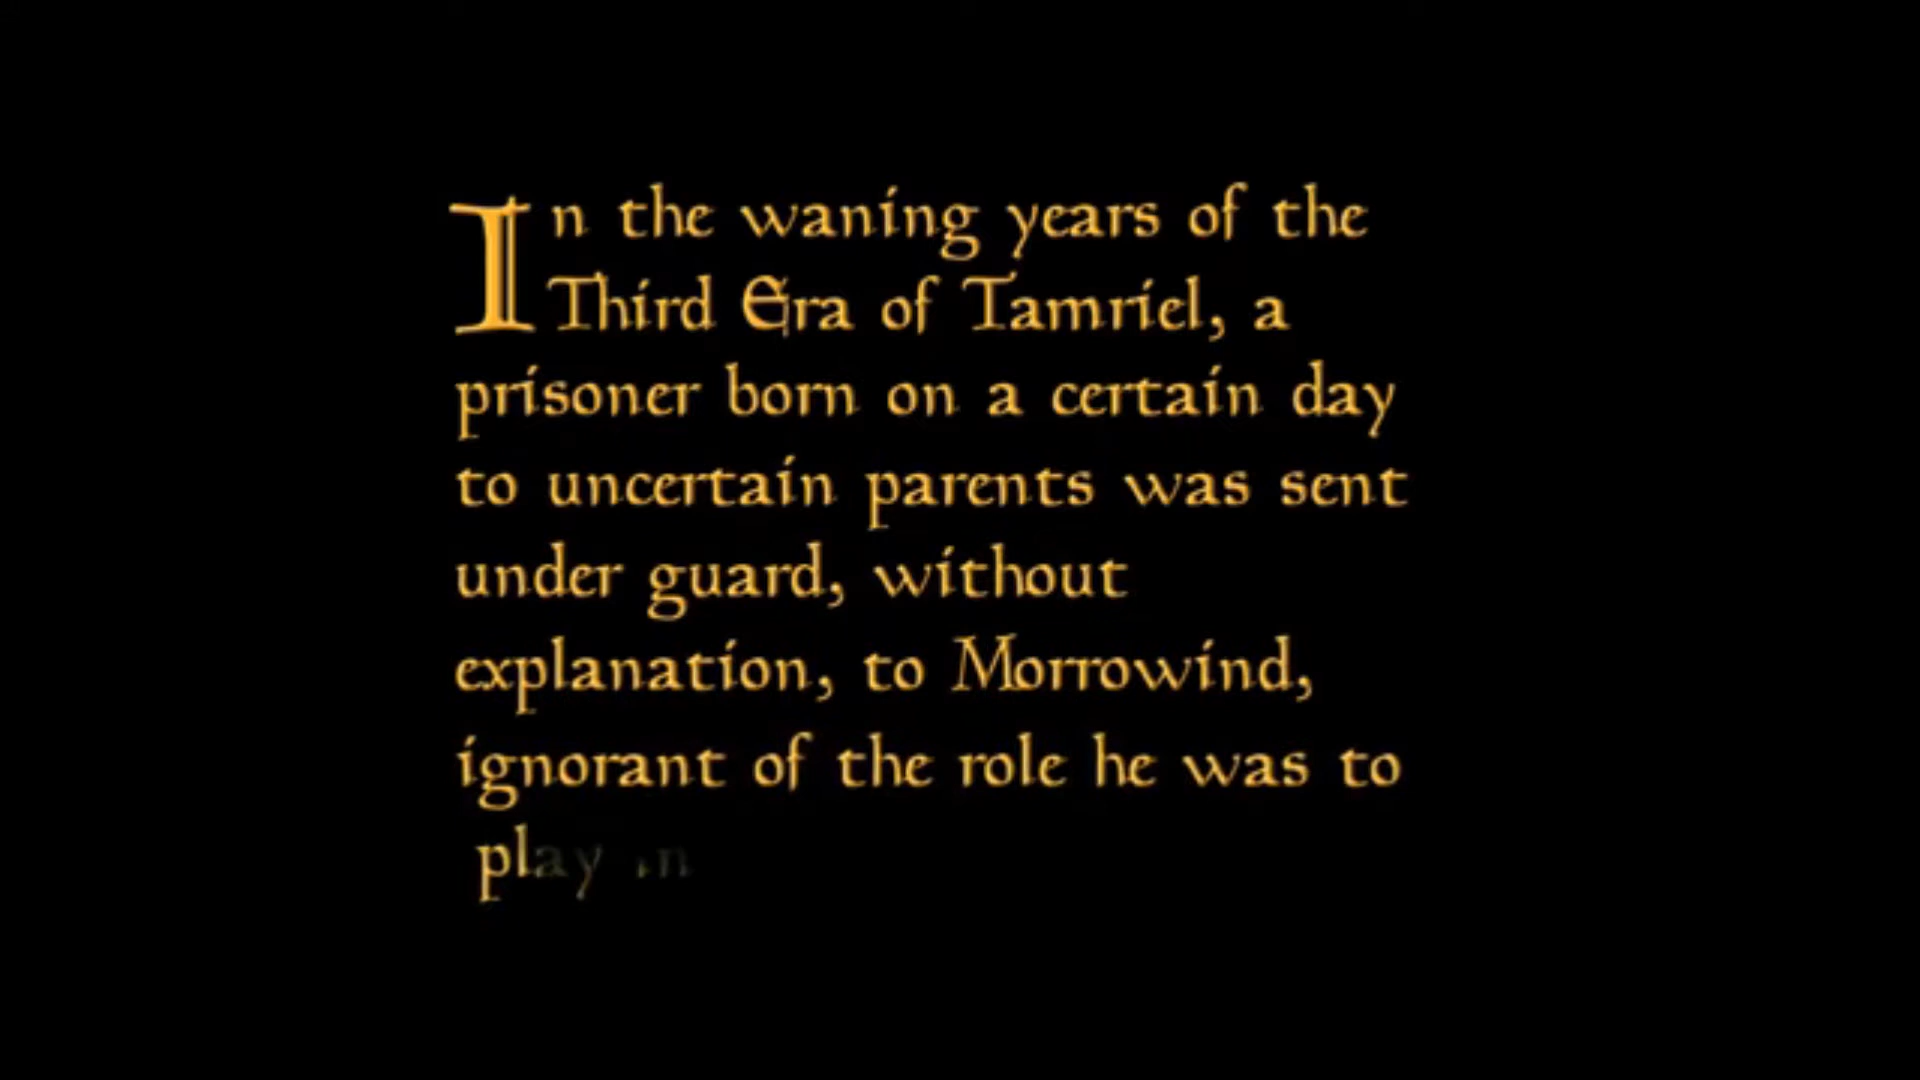 In the waning years of the
Third Era of Tamriel, a
prisoner born on a certain day
to uncertain parents was sent
under guard, without
explanation, to Morrowind,
ignorant of the role he was to
play in